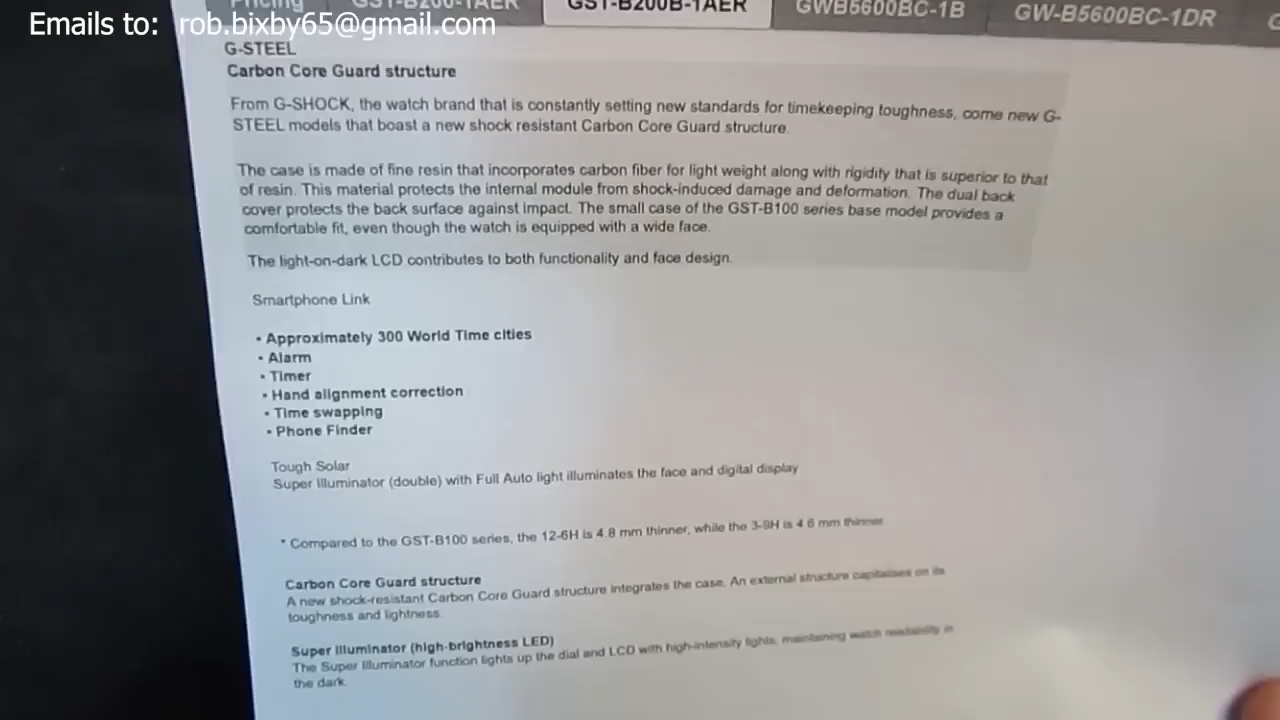 Emails to: rob.bixby65@gmail.com
Pricing GST-B200-1AER GST-B200B-1AER GWB5600BC-1B GW-B5600BC-1DR G
G-STEEL
Carbon Core Guard structure
From G-SHOCK, the watch brand that is constantly setting new standards for timekeeping toughness, come new G-
STEEL models that boast a new shock resistant Carbon Core Guard structure.
The case is made of fine resin that incorporates carbon fiber for light weight along with rigidity that is superior to that
of resin. This material protects the internal module from shock-induced damage and deformation. The dual back
cover protects the back surface against impact. The small case of the GST-B100 series base model provides a
comfortable fit, even though the watch is equipped with a wide face.
The light-on-dark LCD contributes to both functionality and face design.
Smartphone Link
• Approximately 300 World Time cities
• Alarm
• Timer
• Hand alignment correction
• Time swapping
• Phone Finder
Tough Solar
Super Illuminator (double) with Full Auto light illuminates the face and digital display
* Compared to the GST-B100 series, the 12-6H is 4.8 mm thinner, while the 3-9H is 4.6 mm thinner
Carbon Core Guard structure
A new shock-resistant Carbon Core Guard structure integrates the case. An external structure capitalises on its
toughness and lightness.
Super Illuminator (high-brightness LED)
The Super Illuminator function lights up the dial and LCD with high-intensity lights, maintaining watch readability in
the dark.